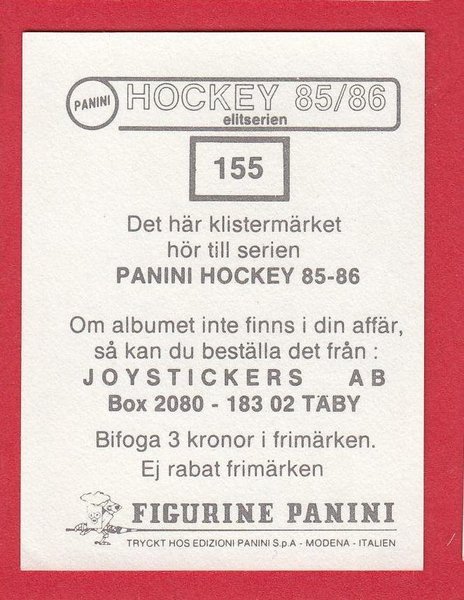 PANINI
HOCKEY 85/86
elitserien
155
Det här klistermärket
hör till serien
PANINI HOCKEY 85-86
Om albumet inte finns i din affär,
så kan du beställa det från :
JOYSTICKERS AB
Box 2080 - 183 02 TÄBY
Bifoga 3 kronor i frimärken.
Ej rabat frimärken
FIGURINE PANINI
TRYCKT HOS EDIZIONI PANINI S.p.A - MODENA - ITALIEN